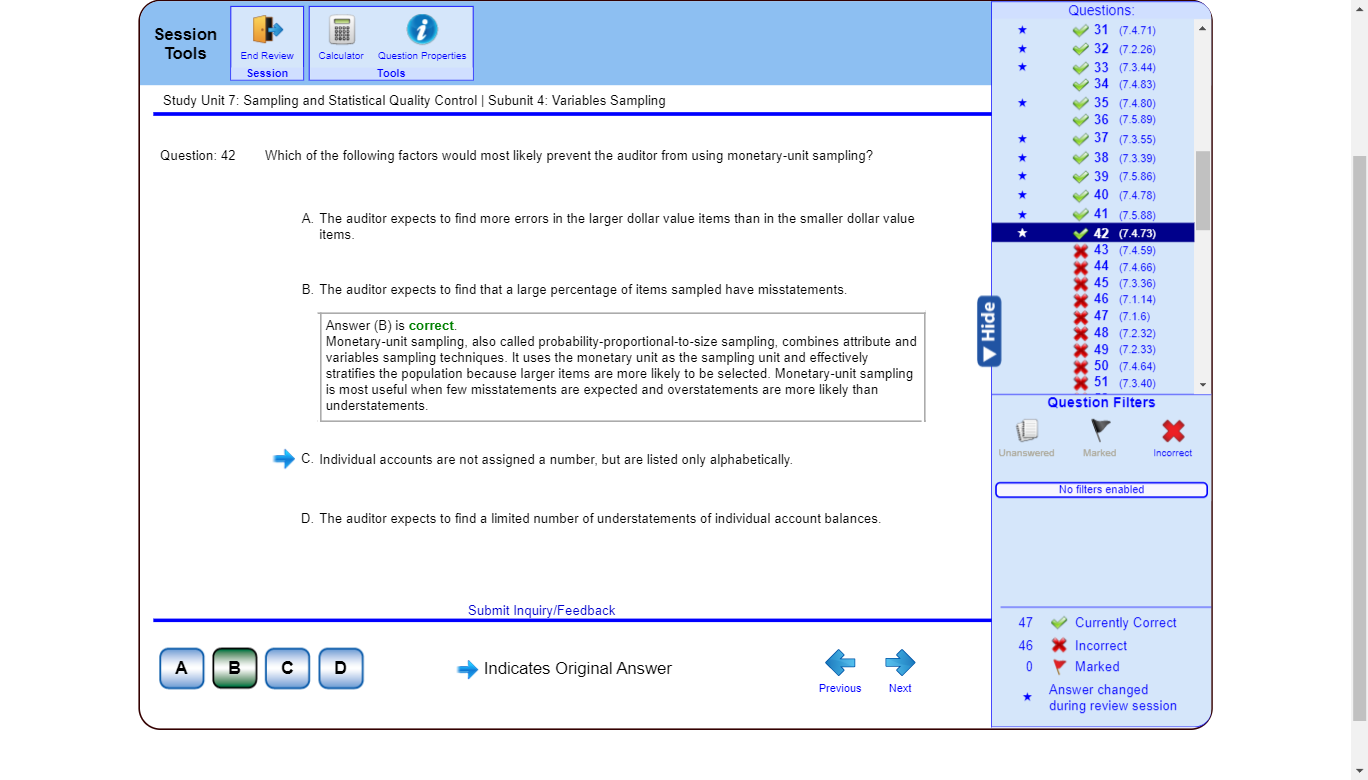 Session
Tools
End Review
Session
Calculator
Question Properties
Tools
Study Unit 7: Sampling and Statistical Quality Control | Subunit 4: Variables Sampling
Question: 42
Which of the following factors would most likely prevent the auditor from using monetary-unit sampling?
A. The auditor expects to find more errors in the larger dollar value items than in the smaller dollar value
items.
B. The auditor expects to find that a large percentage of items sampled have misstatements.
Answer (B) is correct.
Monetary-unit sampling, also called probability-proportional-to-size sampling, combines attribute and
variables sampling techniques. It uses the monetary unit as the sampling unit and effectively
stratifies the population because larger items are more likely to be selected. Monetary-unit sampling
is most useful when few misstatements are expected and overstatements are more likely than
understatements.
C. Individual accounts are not assigned a number, but are listed only alphabetically.
D. The auditor expects to find a limited number of understatements of individual account balances.
Submit Inquiry/Feedback
A
B
C
D
Indicates Original Answer
Previous
Next
Questions:
31 (7.4.71)
32 (7.2.26)
33 (7.3.44)
34 (7.4.83)
35 (7.4.80)
36 (7.5.89)
37 (7.3.55)
38 (7.3.39)
39 (7.5.86)
40 (7.4.78)
41 (7.5.88)
42 (7.4.73)
43 (7.4.59)
44 (7.4.66)
45 (7.3.36)
46 (7.1.14)
47 (7.1.6)
48 (7.2.32)
49 (7.2.33)
50 (7.4.64)
51 (7.3.40)
Hide
Question Filters
Unanswered
Marked
Incorrect
No filters enabled
47 Currently Correct
46 Incorrect
0 Marked
Answer changed
during review session